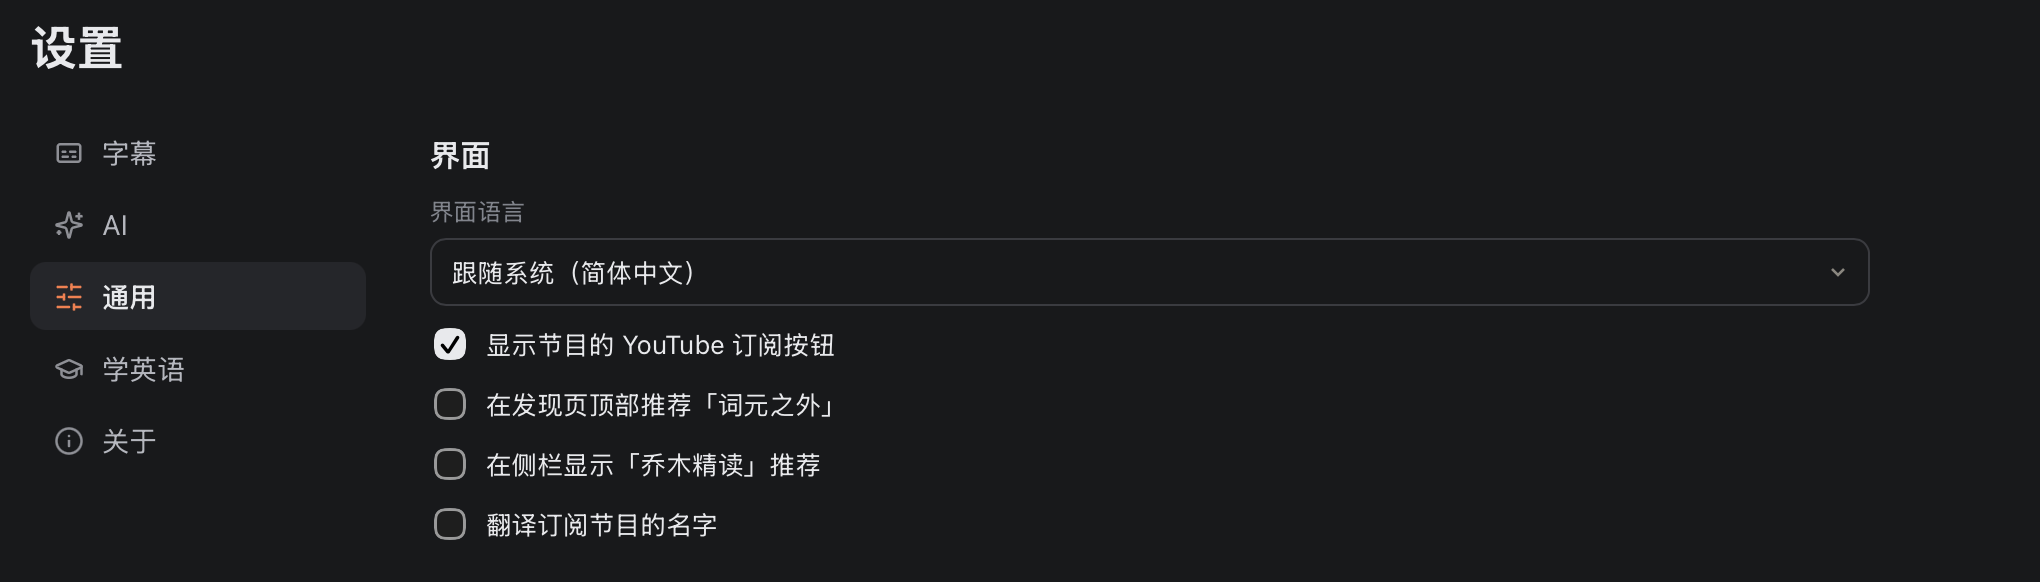 设置
字幕
AI
通用
学英语
关于
界面
界面语言
跟随系统（简体中文）
显示节目的 YouTube 订阅按钮
在发现页顶部推荐「词元之外」
在侧栏显示「乔木精读」推荐
翻译订阅节目的名字